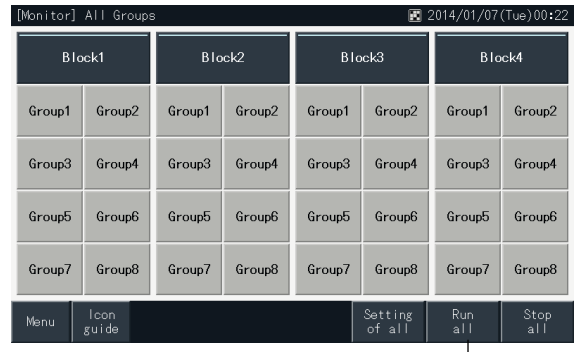 [Monitor] All Groups 2014/01/07(Tue)00:22
Block1 Block2 Block3 Block4
Group1 Group2 Group1 Group2 Group1 Group2 Group1 Group2
Group3 Group4 Group3 Group4 Group3 Group4 Group3 Group4
Group5 Group6 Group5 Group6 Group5 Group6 Group5 Group6
Group7 Group8 Group7 Group8 Group7 Group8 Group7 Group8
Menu
Icon
guide
Setting
of all
Run
all
Stop
all